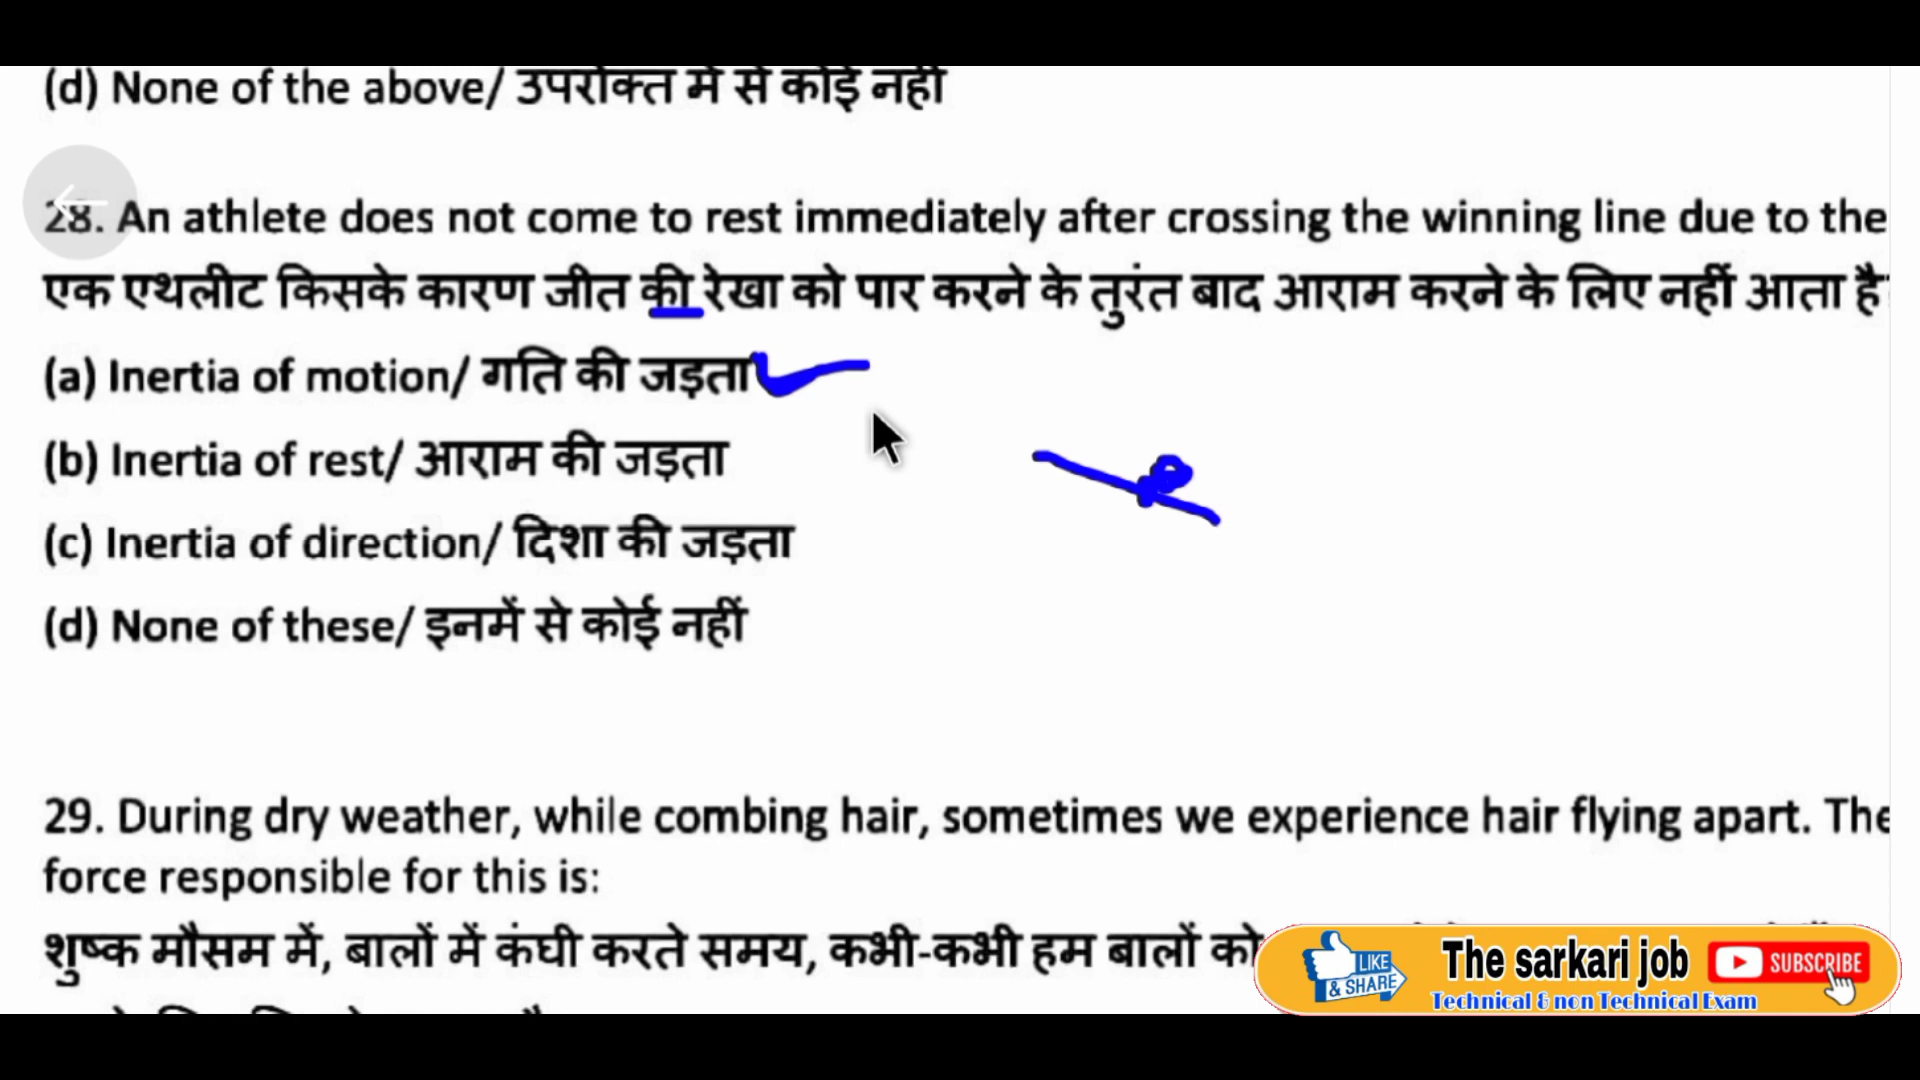 (d) None of the above/ उपरोक्त में से कोई नहीं
28. An athlete does not come to rest immediately after crossing the winning line due to the
एक एथलीट किसके कारण जीत की रेखा को पार करने के तुरंत बाद आराम करने के लिए नहीं आता है
(a) Inertia of motion/ गति की जड़ता
(b) Inertia of rest/ आराम की जड़ता
(c) Inertia of direction/ दिशा की जड़ता
(d) None of these/ इनमें से कोई नहीं
29. During dry weather, while combing hair, sometimes we experience hair flying apart. The
force responsible for this is:
शुष्क मौसम में, बालों में कंघी करते समय, कभी-कभी हम बालों को
LIKE
& SHARE
The sarkari job
SUBSCRIBE
Technical & non Technical Exam